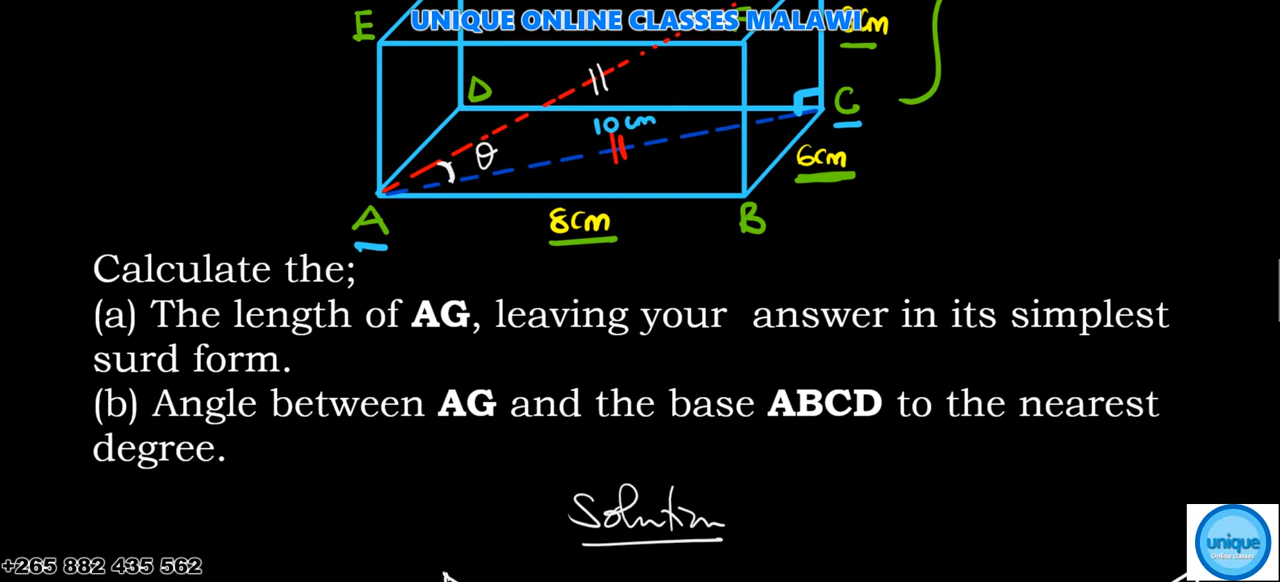 UNIQUE ONLINE CLASSES MALAWI
E
D
10cm
C
θ
6cm
A
8cm
B
Calculate the;
(a) The length of AG, leaving your answer in its simplest
surd form.
(b) Angle between AG and the base ABCD to the nearest
degree.
Solution
unique
Online classes
+265 882 435 562